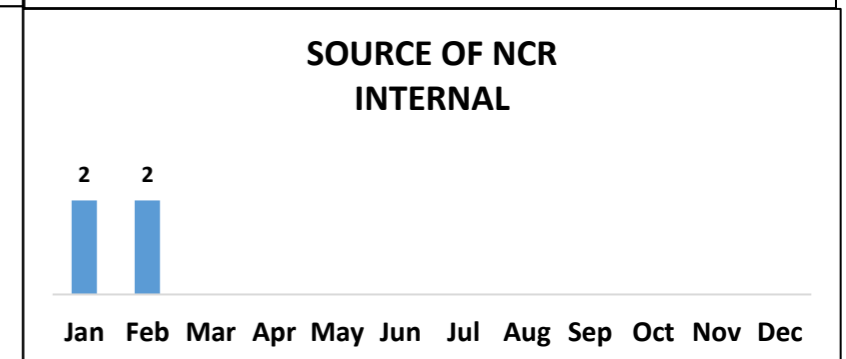 SOURCE OF NCR
INTERNAL
2 2
Jan Feb Mar Apr May Jun Jul Aug Sep Oct Nov Dec